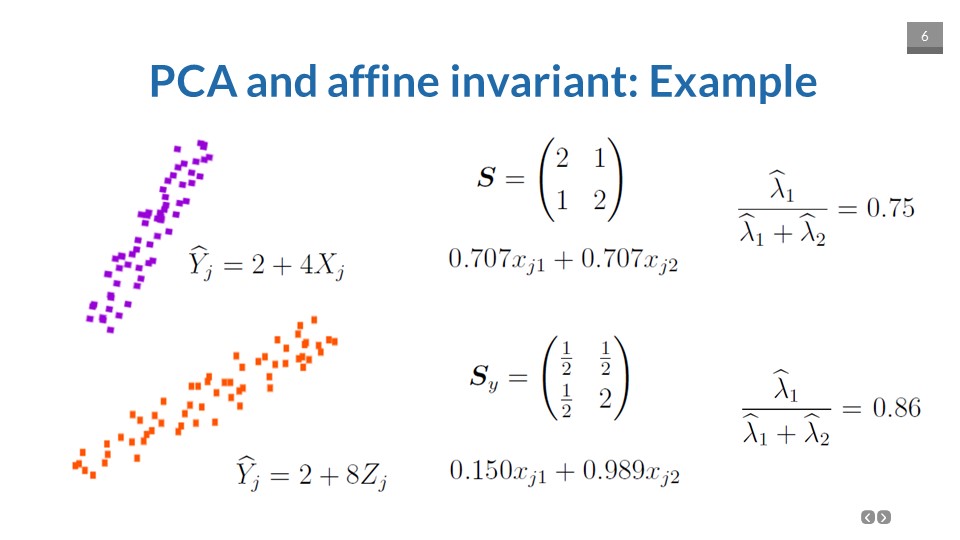 6
PCA and affine invariant: Example
$\boldsymbol{S} = \begin{pmatrix} 2 & 1 \\ 1 & 2 \end{pmatrix}$
$\frac{\widehat{\lambda}_1}{\widehat{\lambda}_1 + \widehat{\lambda}_2} = 0.75$
$\widehat{Y}_j = 2 + 4X_j$
$0.707x_{j1} + 0.707x_{j2}$
$\boldsymbol{S}_y = \begin{pmatrix} \frac{1}{2} & \frac{1}{2} \\ \frac{1}{2} & 2 \end{pmatrix}$
$\frac{\widehat{\lambda}_1}{\widehat{\lambda}_1 + \widehat{\lambda}_2} = 0.86$
$\widehat{Y}_j = 2 + 8Z_j$
$0.150x_{j1} + 0.989x_{j2}$